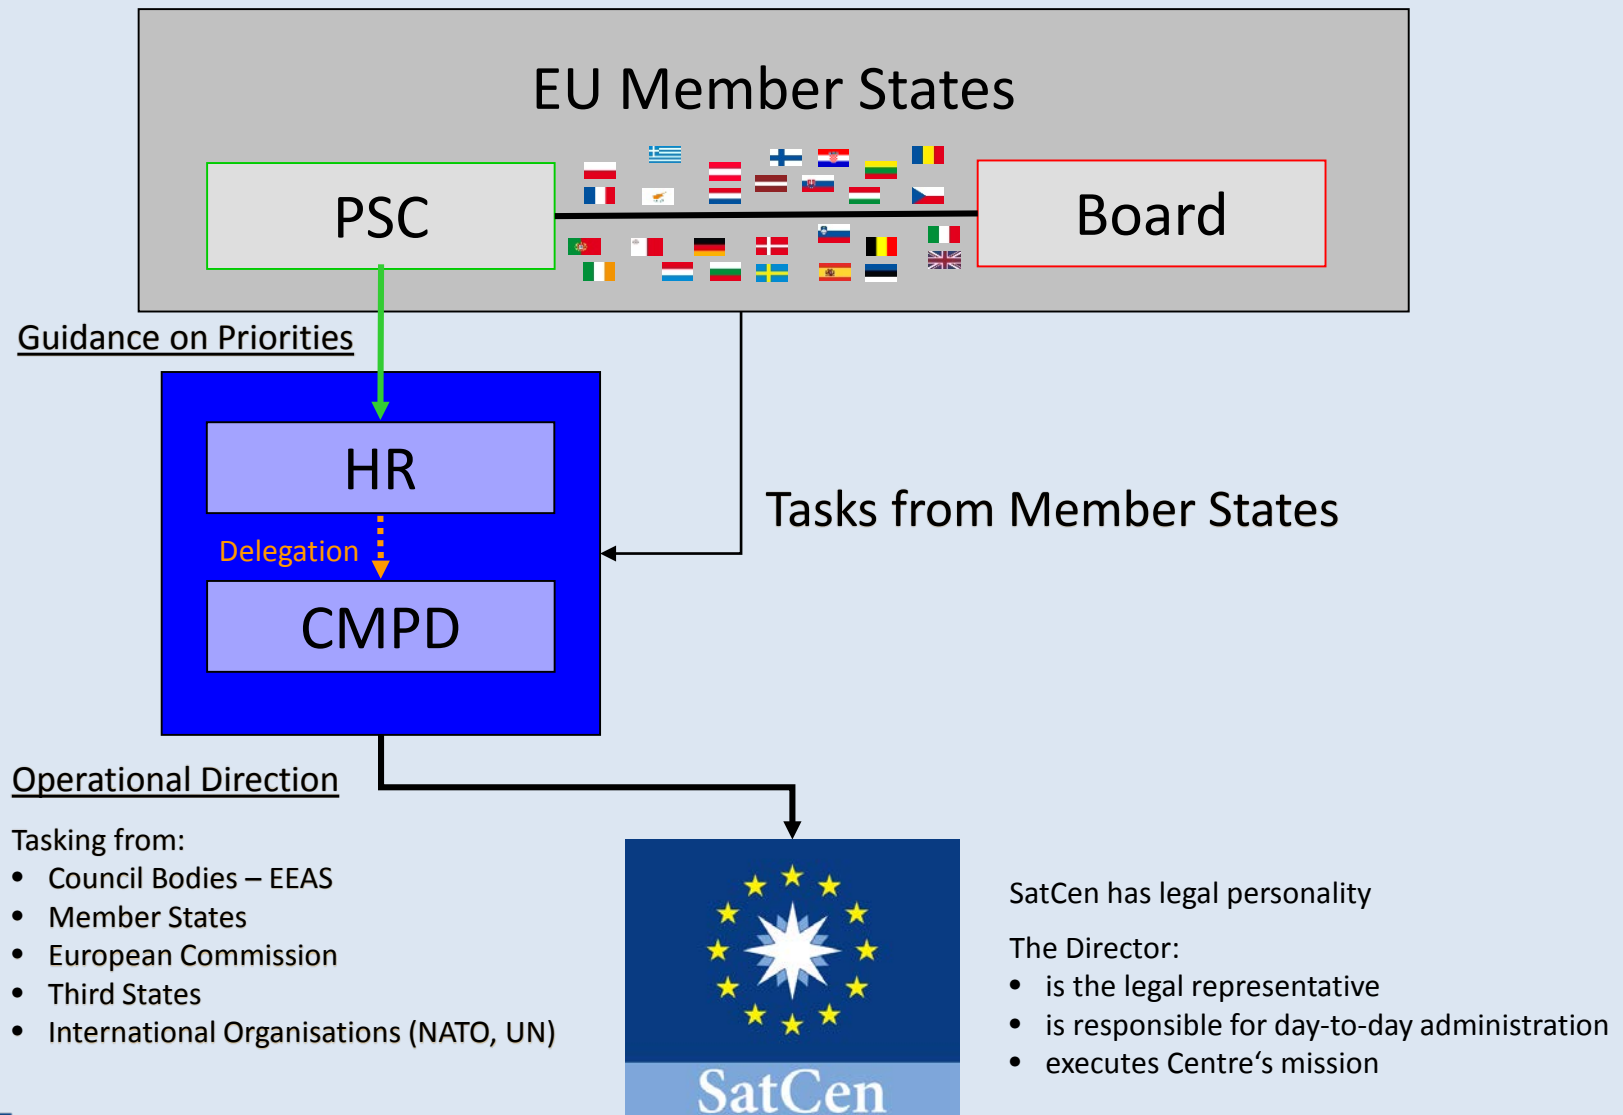 EU Member States
PSC
Board
Guidance on Priorities
HR
Delegation
CMPD
Tasks from Member States
Operational Direction
Tasking from:
• Council Bodies – EEAS
• Member States
• European Commission
• Third States
• International Organisations (NATO, UN)
SatCen
SatCen has legal personality
The Director:
• is the legal representative
• is responsible for day-to-day administration
• executes Centre‘s mission